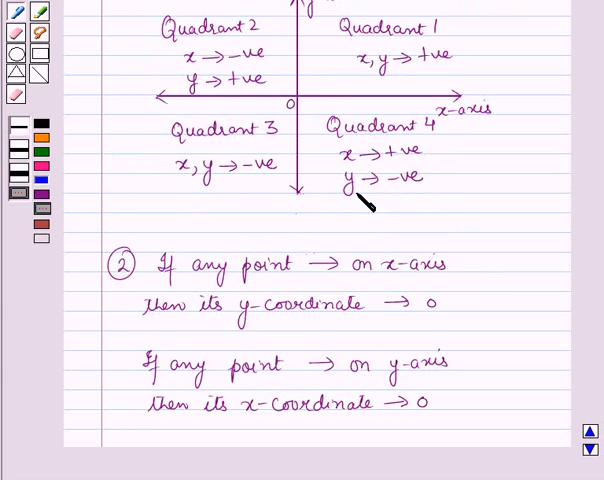 y
Quadrant 2
x → -ve
y → +ve
Quadrant 1
x, y → +ve
0
x-axis
Quadrant 3
x, y → -ve
Quadrant 4
x → +ve
y → -ve
② If any point → on x-axis
then its y-coordinate → 0
If any point → on y-axis
then its x-coordinate → 0